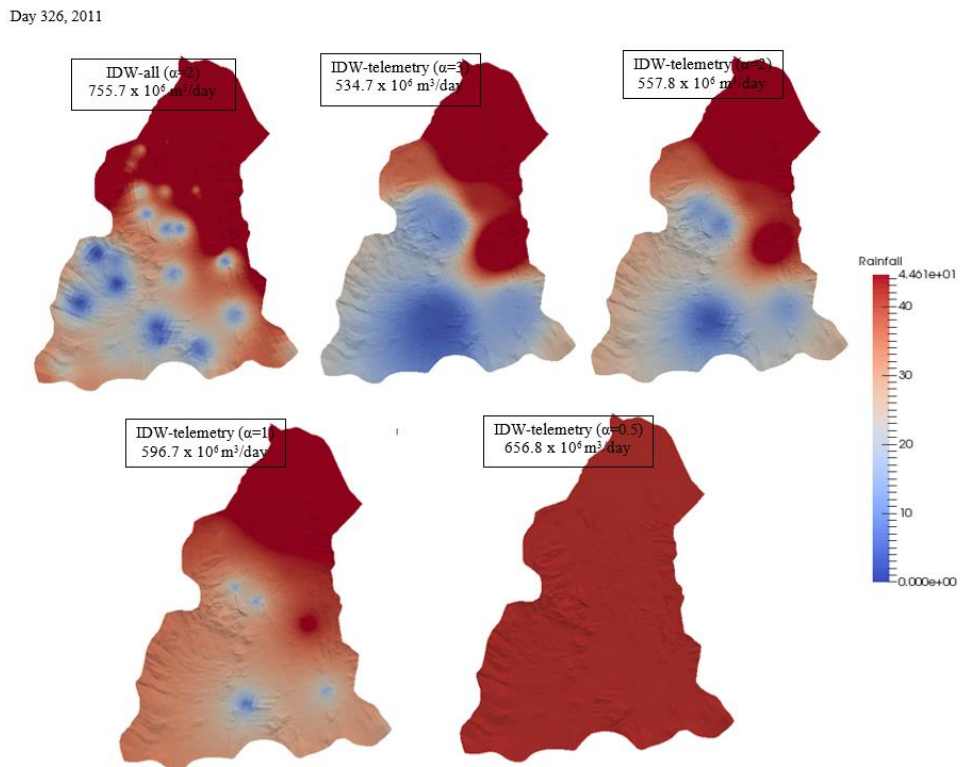 Day 326, 2011
IDW-all (α=2)
755.7 x 10⁶ m³/day
IDW-telemetry (α=3)
534.7 x 10⁶ m³/day
IDW-telemetry (α=2)
557.8 x 10⁶ m³/day
Rainfall
4.461e+01
40
30
20
10
0.000e+00
IDW-telemetry (α=1)
596.7 x 10⁶ m³/day
IDW-telemetry (α=0.5)
656.8 x 10⁶ m³/day